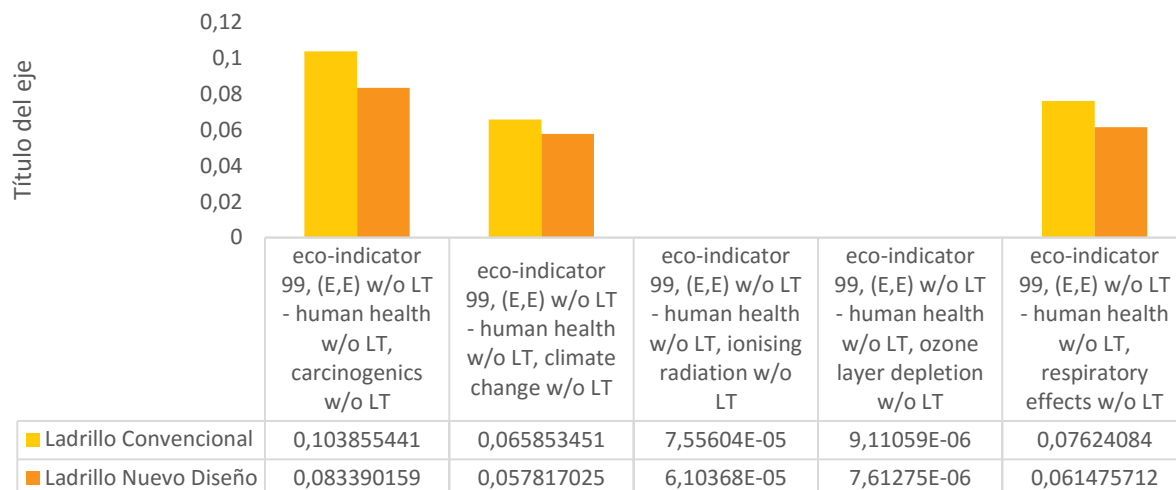 Título del eje
0,12
0,1
0,08
0,06
0,04
0,02
0
eco-indicator
99, (E,E) w/o LT
- human health
w/o LT,
carcinogenics
w/o LT
eco-indicator
99, (E,E) w/o LT
- human health
w/o LT, climate
change w/o LT
eco-indicator
99, (E,E) w/o LT
- human health
w/o LT, ionising
radiation w/o
LT
eco-indicator
99, (E,E) w/o LT
- human health
w/o LT, ozone
layer depletion
w/o LT
eco-indicator
99, (E,E) w/o LT
- human health
w/o LT,
respiratory
effects w/o LT
Ladrillo Convencional 0,103855441 0,065853451 7,55604E-05 9,11059E-06 0,07624084
Ladrillo Nuevo Diseño 0,083390159 0,057817025 6,10368E-05 7,61275E-06 0,061475712